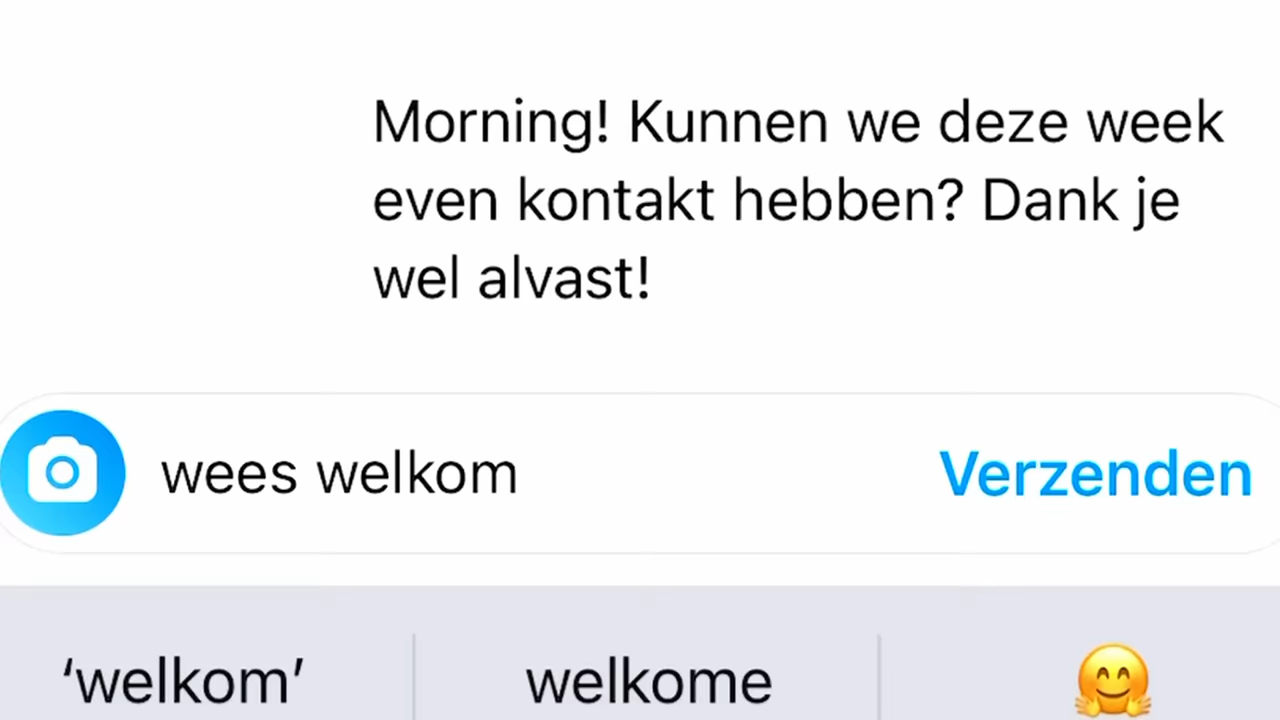 Morning! Kunnen we deze week
even kontakt hebben? Dank je
wel alvast!
wees welkom
Verzenden
‘welkom’
welkome
🤗